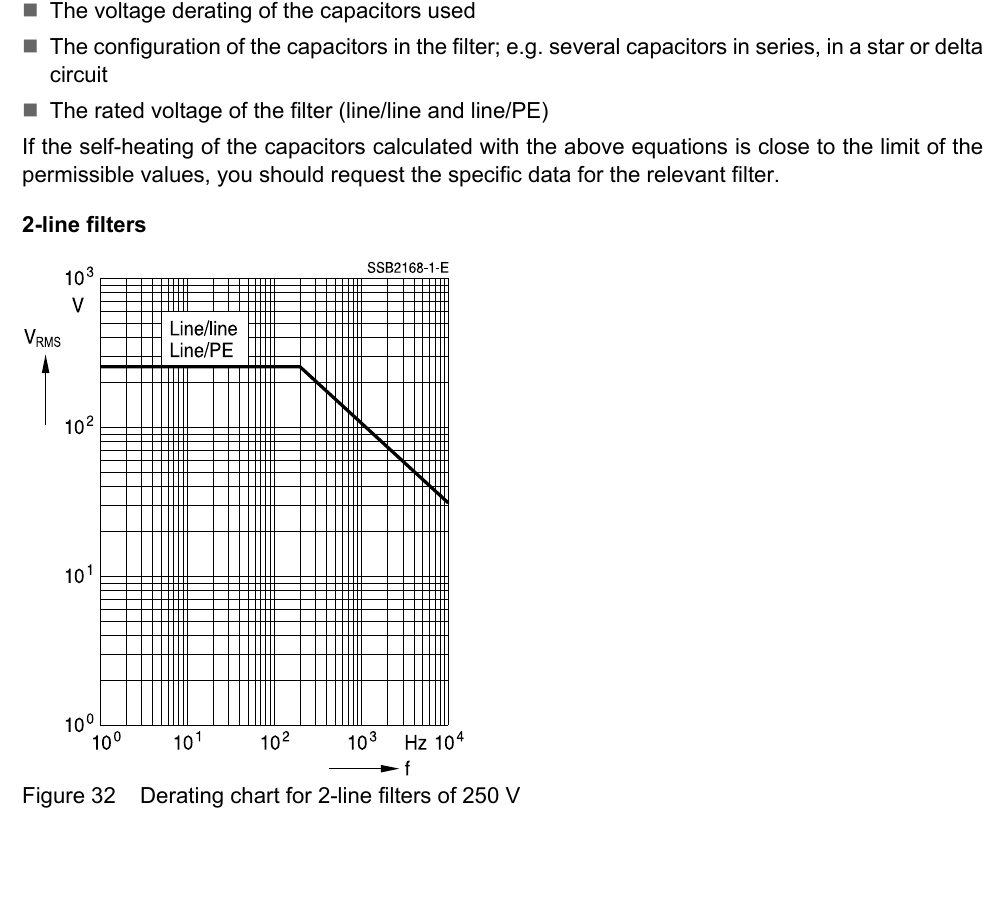 ■ The voltage derating of the capacitors used
■ The configuration of the capacitors in the filter; e.g. several capacitors in series, in a star or delta
circuit
■ The rated voltage of the filter (line/line and line/PE)
If the self-heating of the capacitors calculated with the above equations is close to the limit of the
permissible values, you should request the specific data for the relevant filter.
2-line filters
SSB2168-1-E
10³
V
Line/line
V_RMS
Line/PE
10²
10¹
10⁰
10⁰ 10¹ 10² 10³ Hz 10⁴
f
Figure 32 Derating chart for 2-line filters of 250 V